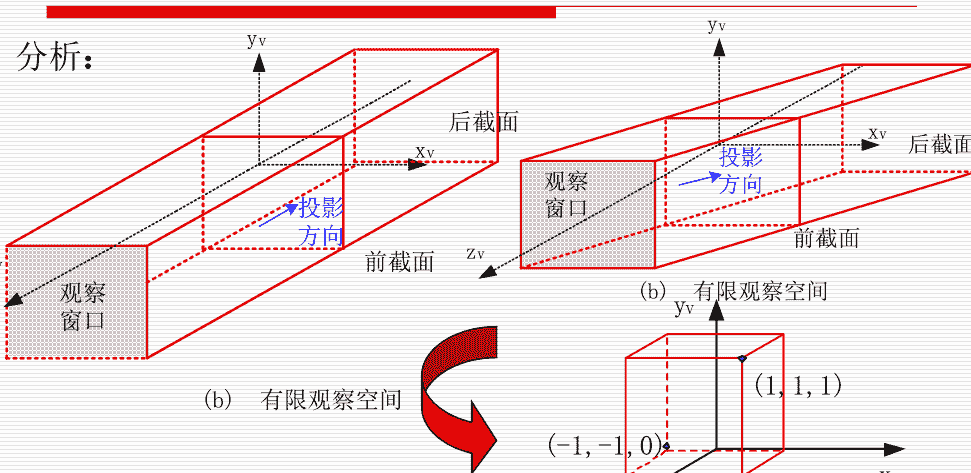 分析：
yv
后截面
xv
投影
方向
前截面
观察
窗口
(b) 有限观察空间
yv
xv
后截面
投影
方向
观察
窗口
前截面
zv
(b) 有限观察空间
yv
(1,1,1)
(-1,-1,0)